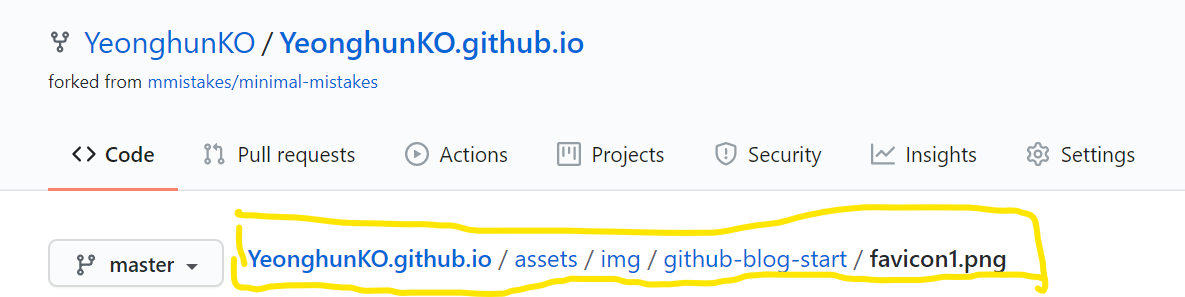 YeonghunKO / YeonghunKO.github.io
forked from mmistakes/minimal-mistakes
Code Pull requests Actions Projects Security Insights Settings
master YeonghunKO.github.io / assets / img / github-blog-start / favicon1.png